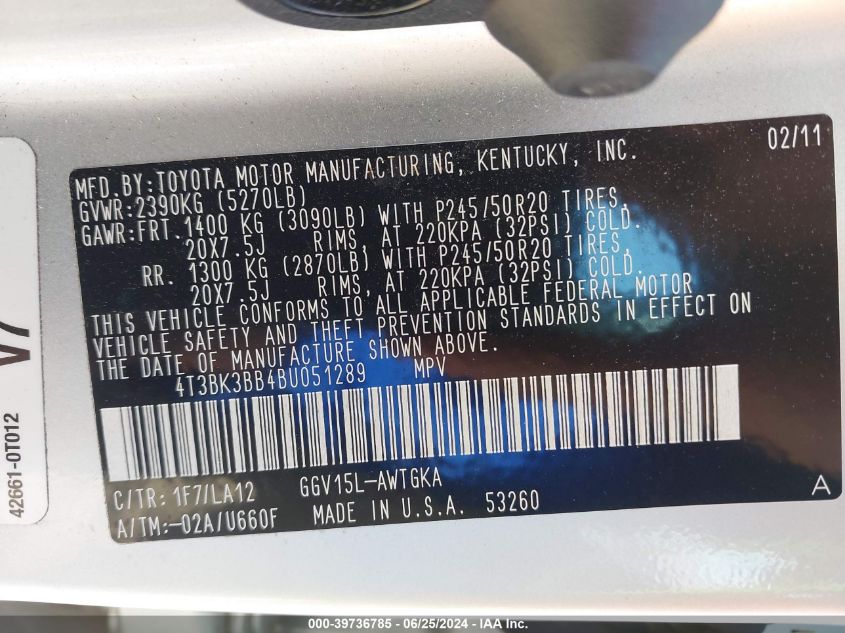 MFD. BY: TOYOTA MOTOR MANUFACTURING, KENTUCKY, INC. 02/11
GVWR: 2390KG (5270LB)
GAWR: FRT. 1400 KG (3090LB) WITH P245/50R20 TIRES,
20X7.5J RIMS, AT 220KPA (32PSI) COLD.
RR. 1300 KG (2870LB) WITH P245/50R20 TIRES,
20X7.5J RIMS, AT 220KPA (32PSI) COLD.
THIS VEHICLE CONFORMS TO ALL APPLICABLE FEDERAL MOTOR
VEHICLE SAFETY AND THEFT PREVENTION STANDARDS IN EFFECT ON
THE DATE OF MANUFACTURE SHOWN ABOVE.
4T3BK3BB4BU051289 MPV
C/TR: 1F7/LA12 GGV15L-AWTGKA
A/TM:-02A/U660F MADE IN U.S.A. 53260
A
42661-0T012
000-39736785 - 06/25/2024 - IAA Inc.